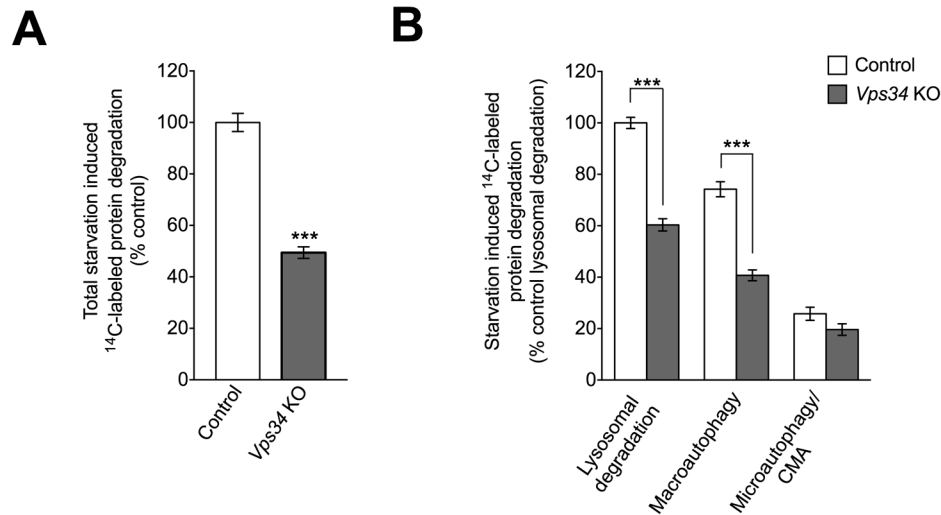 A
Total starvation induced
¹⁴C-labeled protein degradation
(% control)
120
100
80
60
40
20
0
***
Control
Vps34 KO
B
Control
Vps34 KO
Starvation induced ¹⁴C-labeled
protein degradation
(% control lysosomal degradation)
120
100
80
60
40
20
0
***
***
Lysosomal
degradation
Macroautophagy
Microautophagy/
CMA